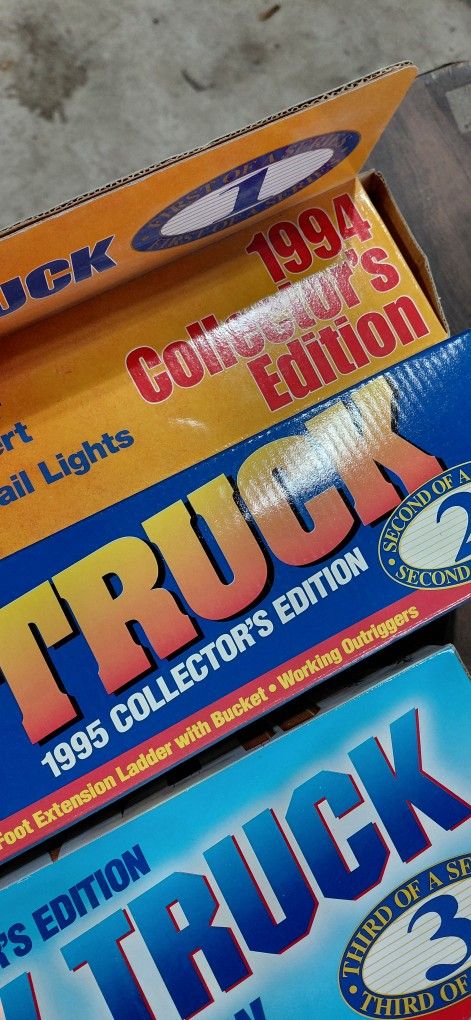 FIRST OF A SERIES
1
FIRST OF A SERIES
UCK
1994
Collector's
Edition
ert
ail Lights
TRUCK
SECOND OF A
2
SECOND
1995 COLLECTOR'S EDITION
Foot Extension Ladder with Bucket • Working Outriggers
R'S EDITION
TRUCK
THIRD OF A SE
3
THIRD OF